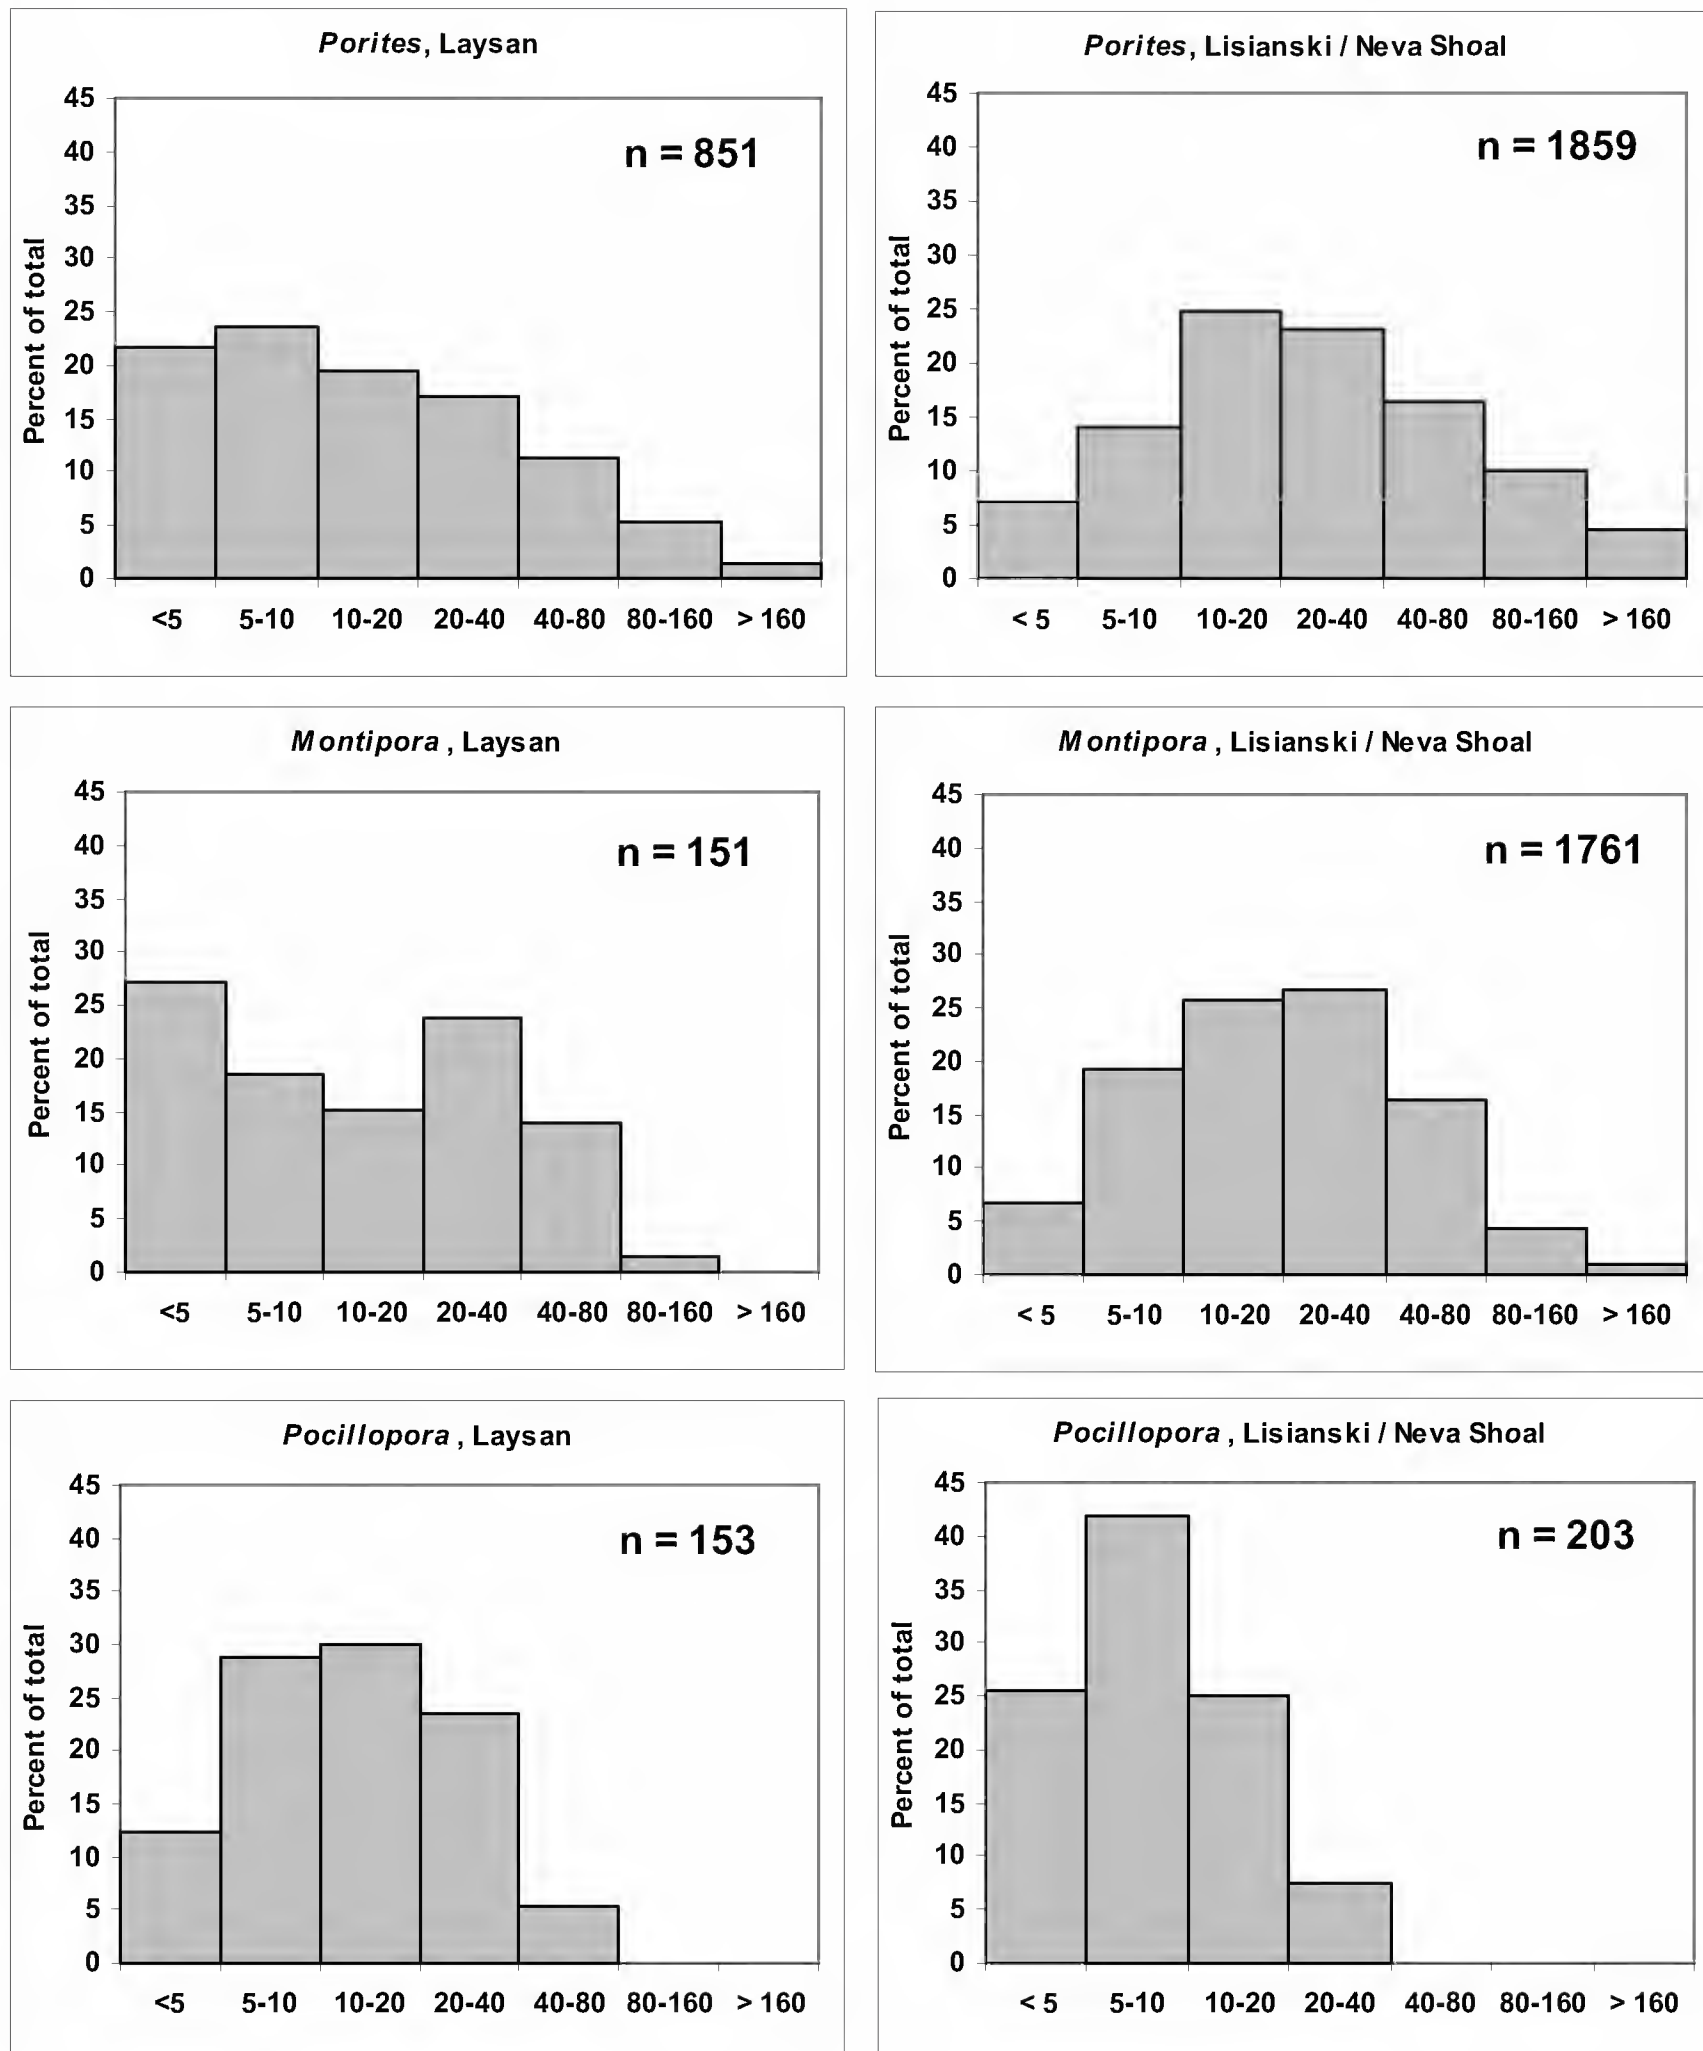 Porites, Laysan
n = 851
Percent of total
45
40
35
30
25
20
15
10
5
0
<5 5-10 10-20 20-40 40-80 80-160 > 160
Porites, Lisianski / Neva Shoal
n = 1859
Percent of total
45
40
35
30
25
20
15
10
5
0
< 5 5-10 10-20 20-40 40-80 80-160 > 160
Montipora , Laysan
n = 151
Percent of total
45
40
35
30
25
20
15
10
5
0
<5 5-10 10-20 20-40 40-80 80-160 > 160
Montipora , Lisianski / Neva Shoal
n = 1761
Percent of total
45
40
35
30
25
20
15
10
5
0
< 5 5-10 10-20 20-40 40-80 80-160 > 160
Pocillopora , Laysan
n = 153
Percent of total
45
40
35
30
25
20
15
10
5
0
<5 5-10 10-20 20-40 40-80 80-160 > 160
Pocillopora , Lisianski / Neva Shoal
n = 203
Percent of total
45
40
35
30
25
20
15
10
5
0
< 5 5-10 10-20 20-40 40-80 80-160 > 160